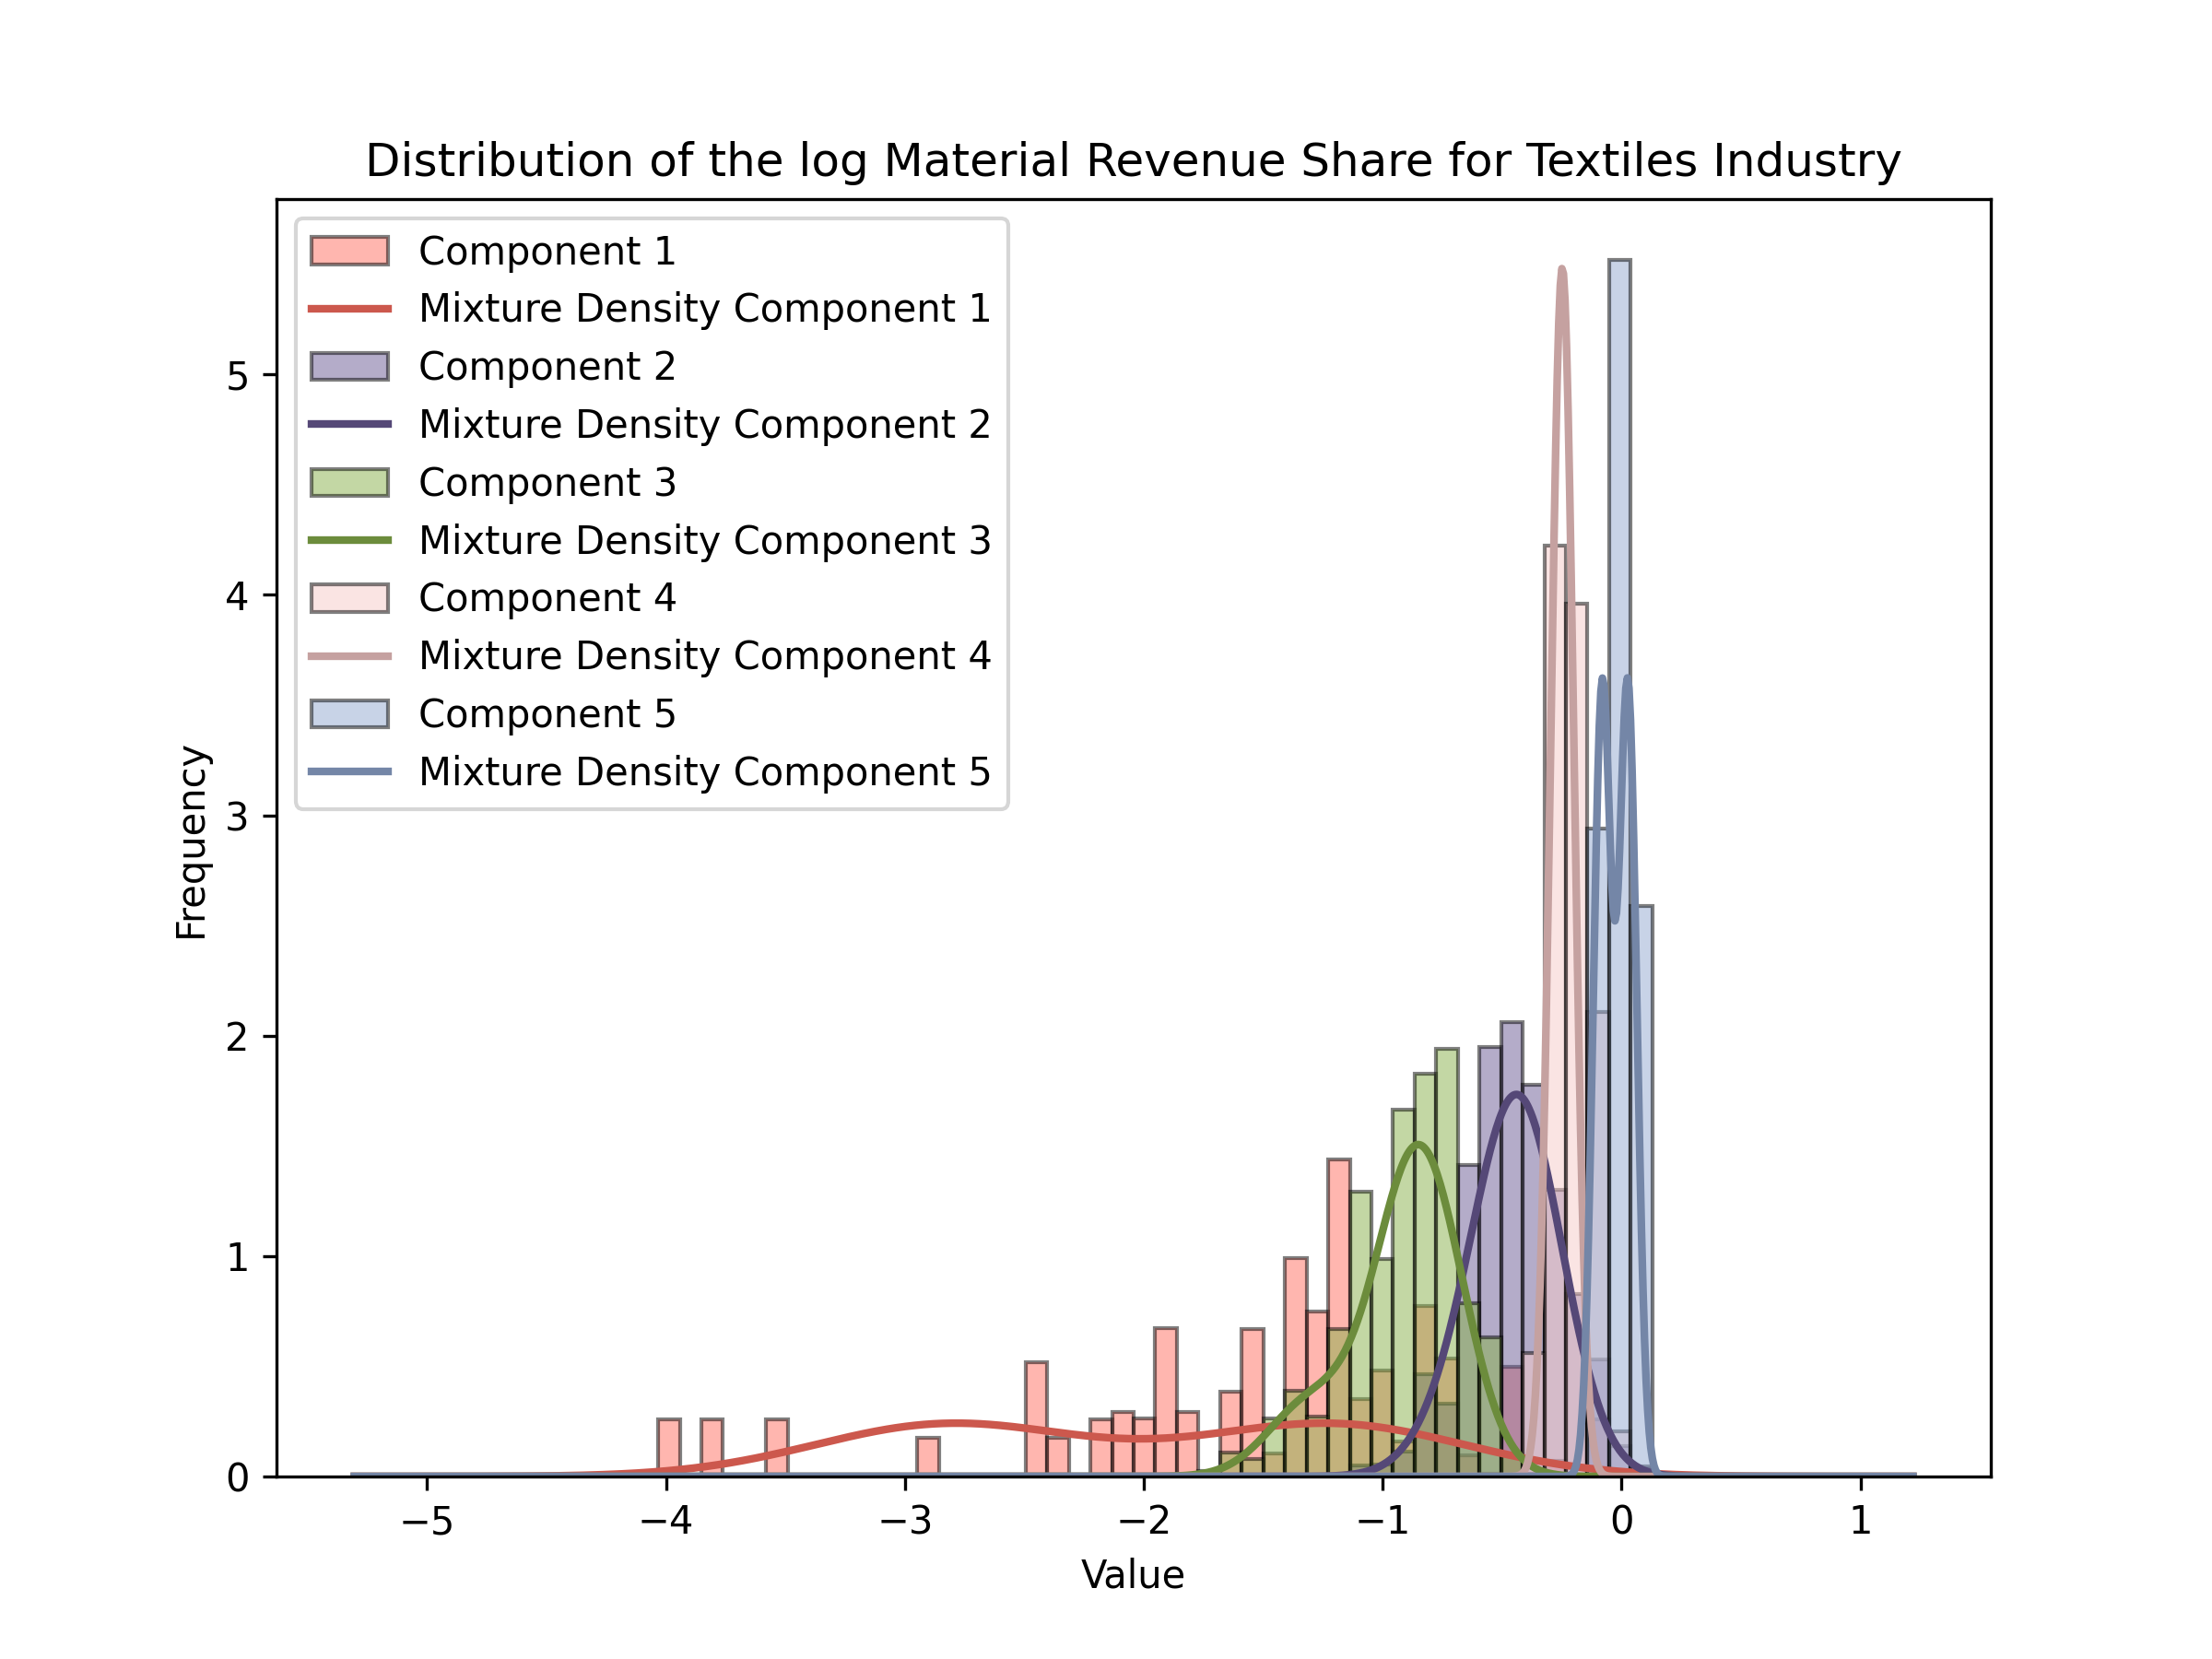 Distribution of the log Material Revenue Share for Textiles Industry
Component 1
Mixture Density Component 1
Component 2
Mixture Density Component 2
Component 3
Mixture Density Component 3
Component 4
Mixture Density Component 4
Component 5
Mixture Density Component 5
Frequency
5
4
3
2
1
0
−5 −4 −3 −2 −1 0 1
Value